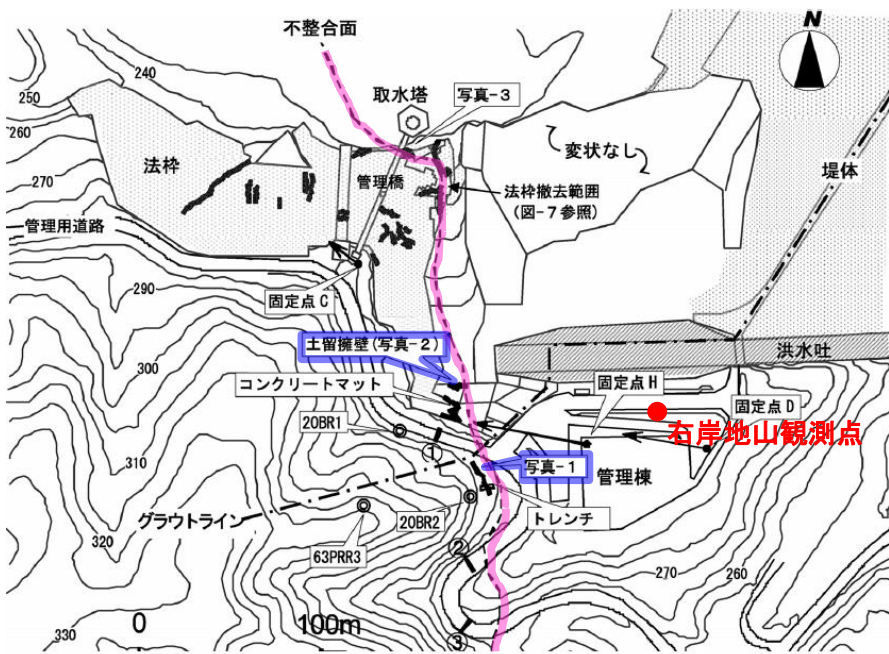 N
不整合面
240
250
260
取水塔
写真-3
変状なし
堤体
法枠
管理橋
法枠撤去範囲
(図-7参照)
270
管理用道路
固定点C
290
土留擁壁(写真-2)
洪水吐
300
コンクリートマット
固定点H
固定点D
20BR1
右岸地山観測点
①
写真-1
管理棟
310
グラウトライン
20BR2
トレンチ
320
63PRR3
②
270
260
330
0
100m
③